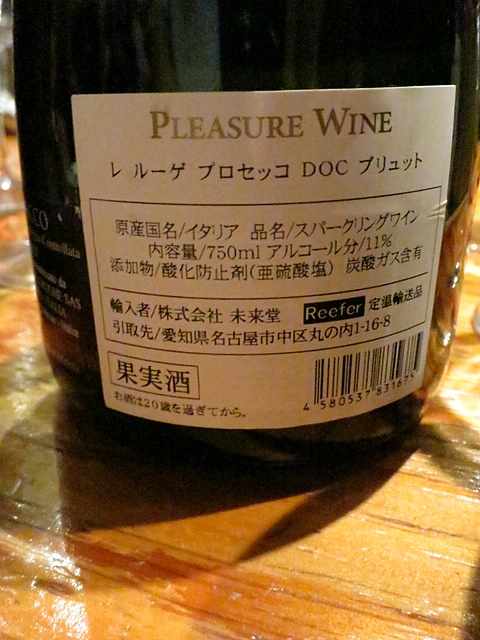 PLEASURE WINE
レ ルーゲ プロセッコ DOC ブリュット
原産国名/イタリア 品名/スパークリングワイン
内容量/750ml アルコール分/11%
添加物/酸化防止剤(亜硫酸塩) 炭酸ガス含有
輸入者/株式会社 未来堂 Reefer 定温輸送品
引取先/愛知県名古屋市中区丸の内1-16-8
果実酒
お酒は20歳を過ぎてから。